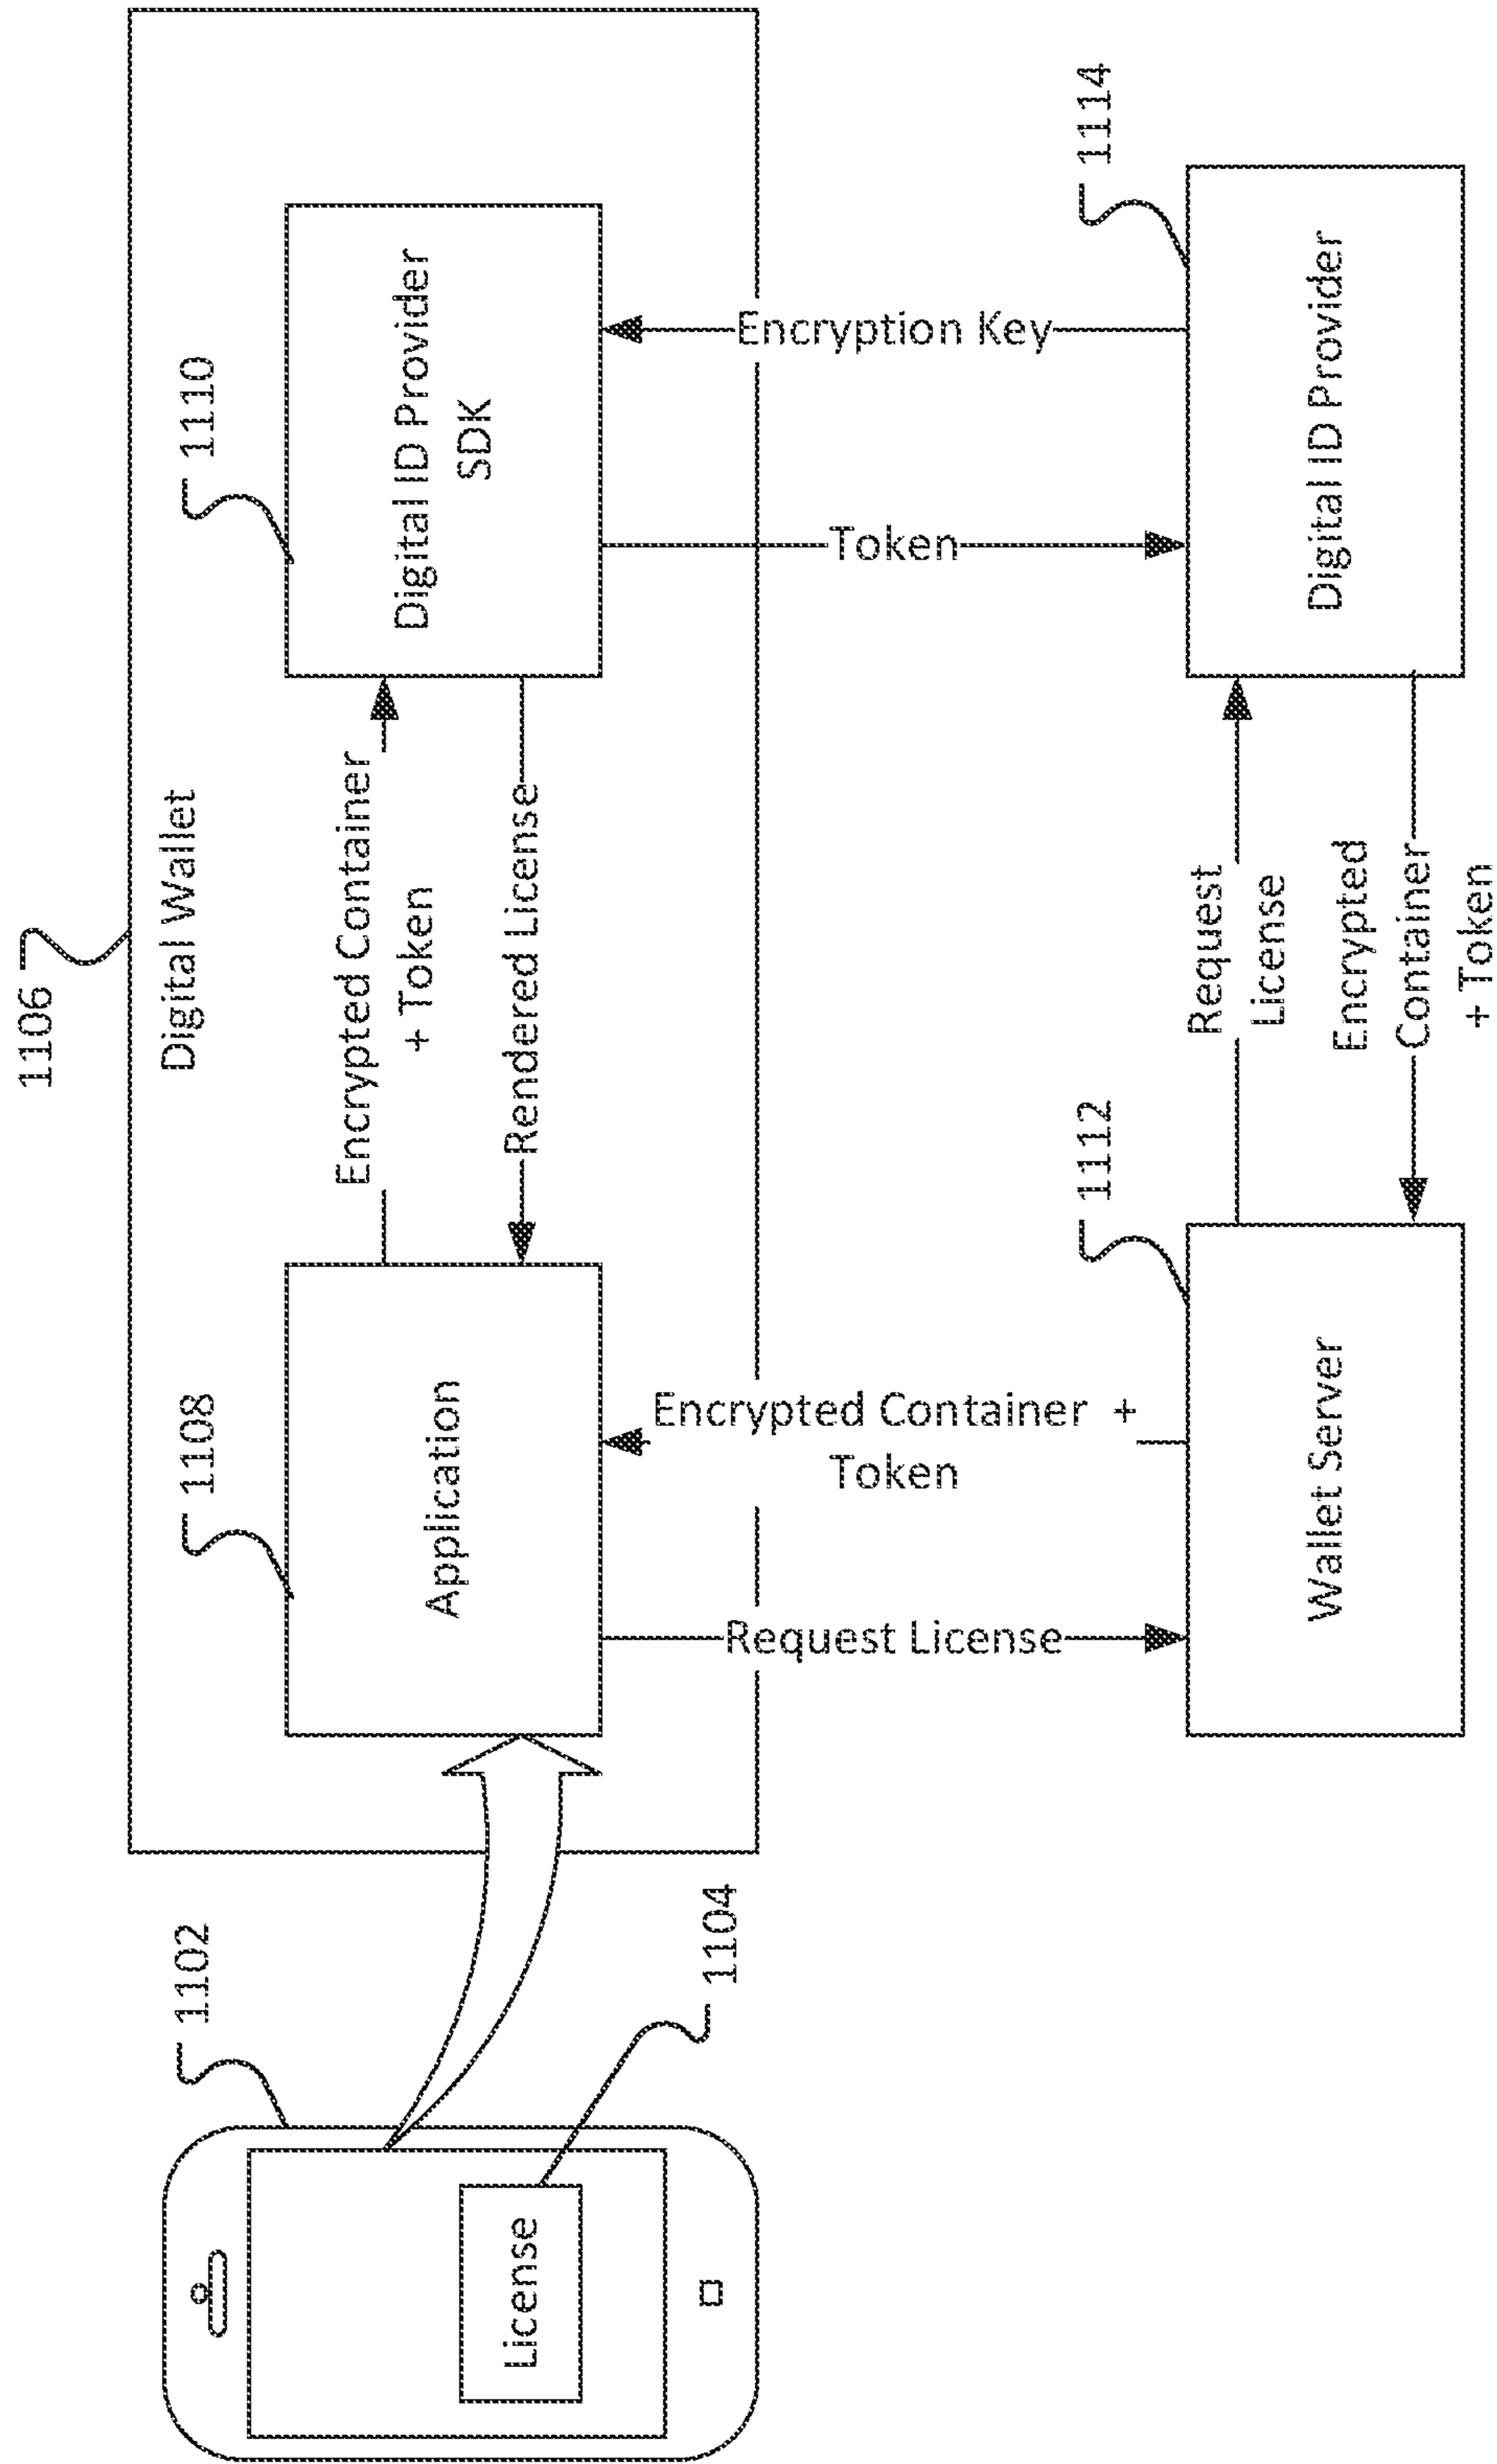 1106
Digital Wallet
1102
License
1104
1108
Application
Encrypted Container
+ Token
Rendered License
1110
Digital ID Provider
SDK
Request License
Encrypted Container +
Token
Token
Encryption Key
1112
Wallet Server
Request
License
Encrypted
Container
+ Token
1114
Digital ID Provider